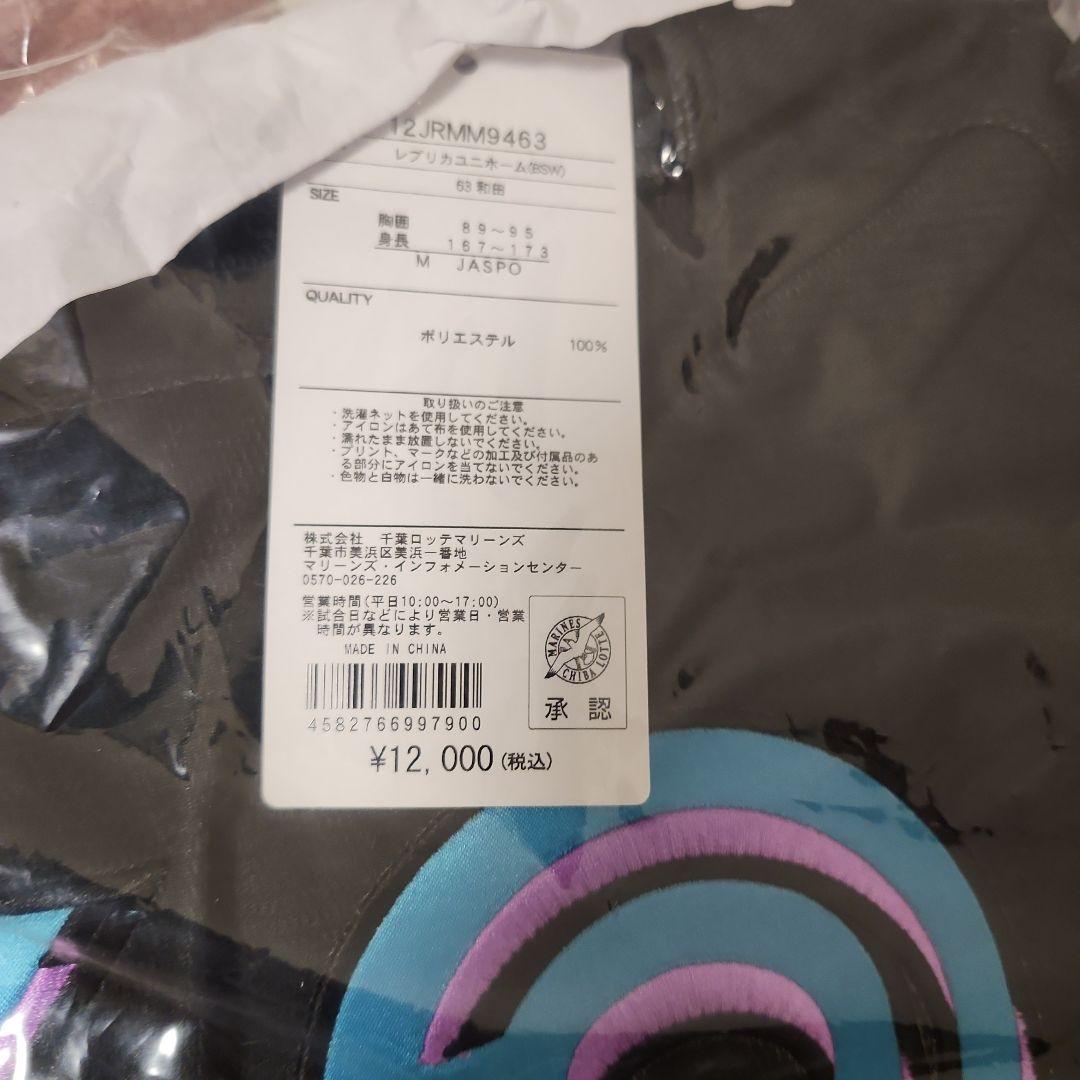 12JRMM9463
レプリカユニホーム(BSW)
63 和田
SIZE
胸囲 89～95
身長 167～173
M JASPO
QUALITY
ポリエステル 100%
取り扱いのご注意
・洗濯ネットを使用してください。
・アイロンはあて布を使用してください。
・濡れたまま放置しないでください。
・プリント、マークなどの加工及び付属品のあ
る部分にアイロンを当てないでください。
・色物と白物は一緒に洗わないでください。
株式会社 千葉ロッテマリーンズ
千葉市美浜区美浜一番地
マリーンズ・インフォメーションセンター
0570-026-226
営業時間(平日10:00～17:00)
※試合日などにより営業日・営業
時間が異なります。
MADE IN CHINA
MARINES
CHIBA LOTTE
承認
4582766997900
¥12,000(税込)